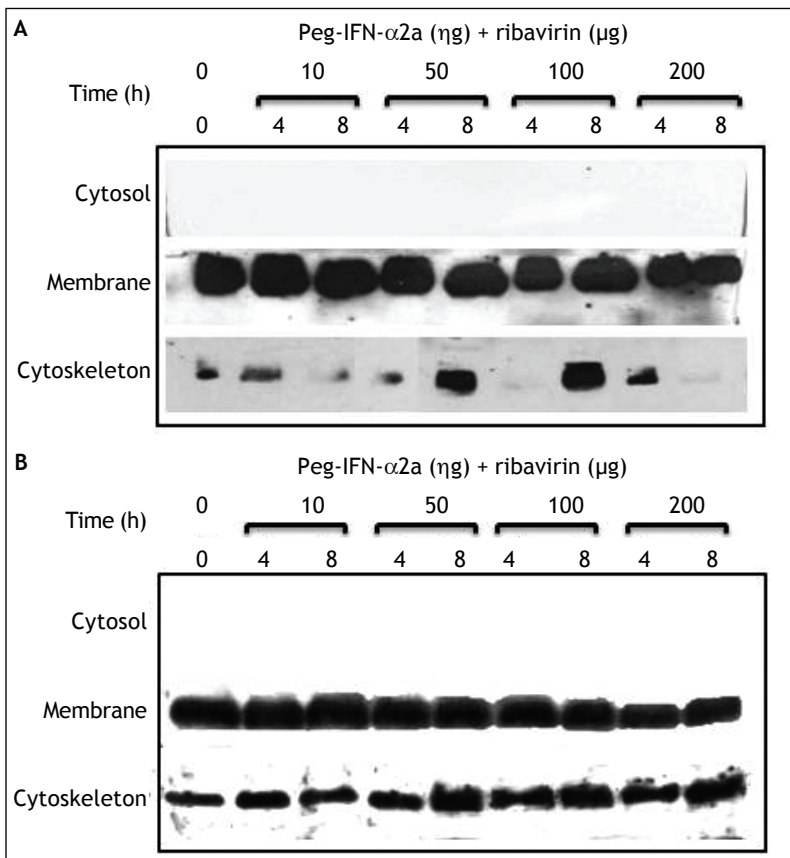 A
Peg-IFN-α2a (ηg) + ribavirin (µg)
0 10 50 100 200
Time (h)
0 4 8 4 8 4 8 4 8
Cytosol
Membrane
Cytoskeleton
B
Peg-IFN-α2a (ηg) + ribavirin (µg)
0 10 50 100 200
Time (h)
0 4 8 4 8 4 8 4 8
Cytosol
Membrane
Cytoskeleton